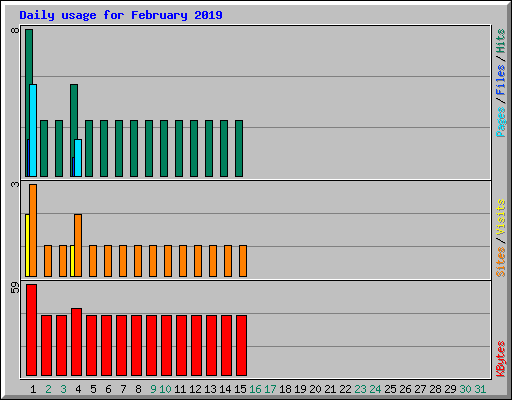 Daily usage for February 2019
8
3
59
Pages / Files / Hits
Sites / Visits
KBytes
1 2 3 4 5 6 7 8 9 10 11 12 13 14 15 16 17 18 19 20 21 22 23 24 25 26 27 28 29 30 31